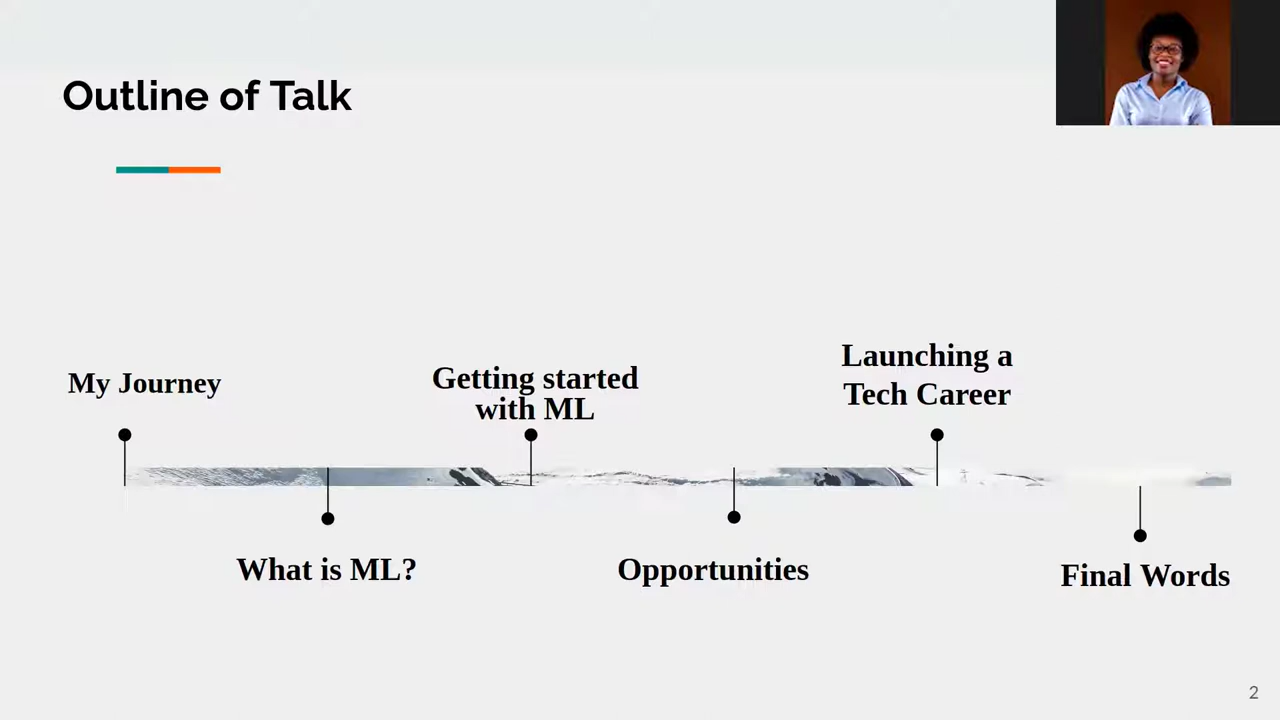 Outline of Talk
My Journey
What is ML?
Getting started
with ML
Opportunities
Launching a
Tech Career
Final Words
2